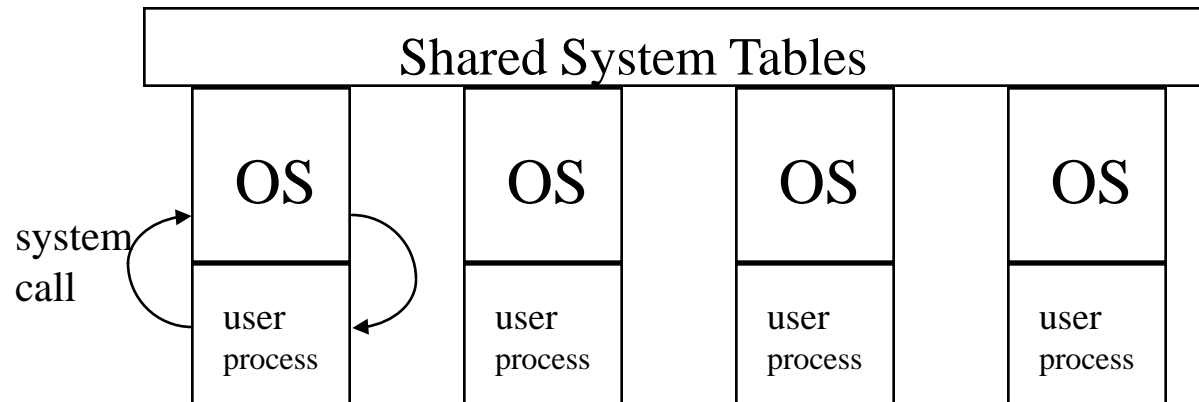 Shared System Tables
OS OS OS OS
system
call
user user user user
process process process process